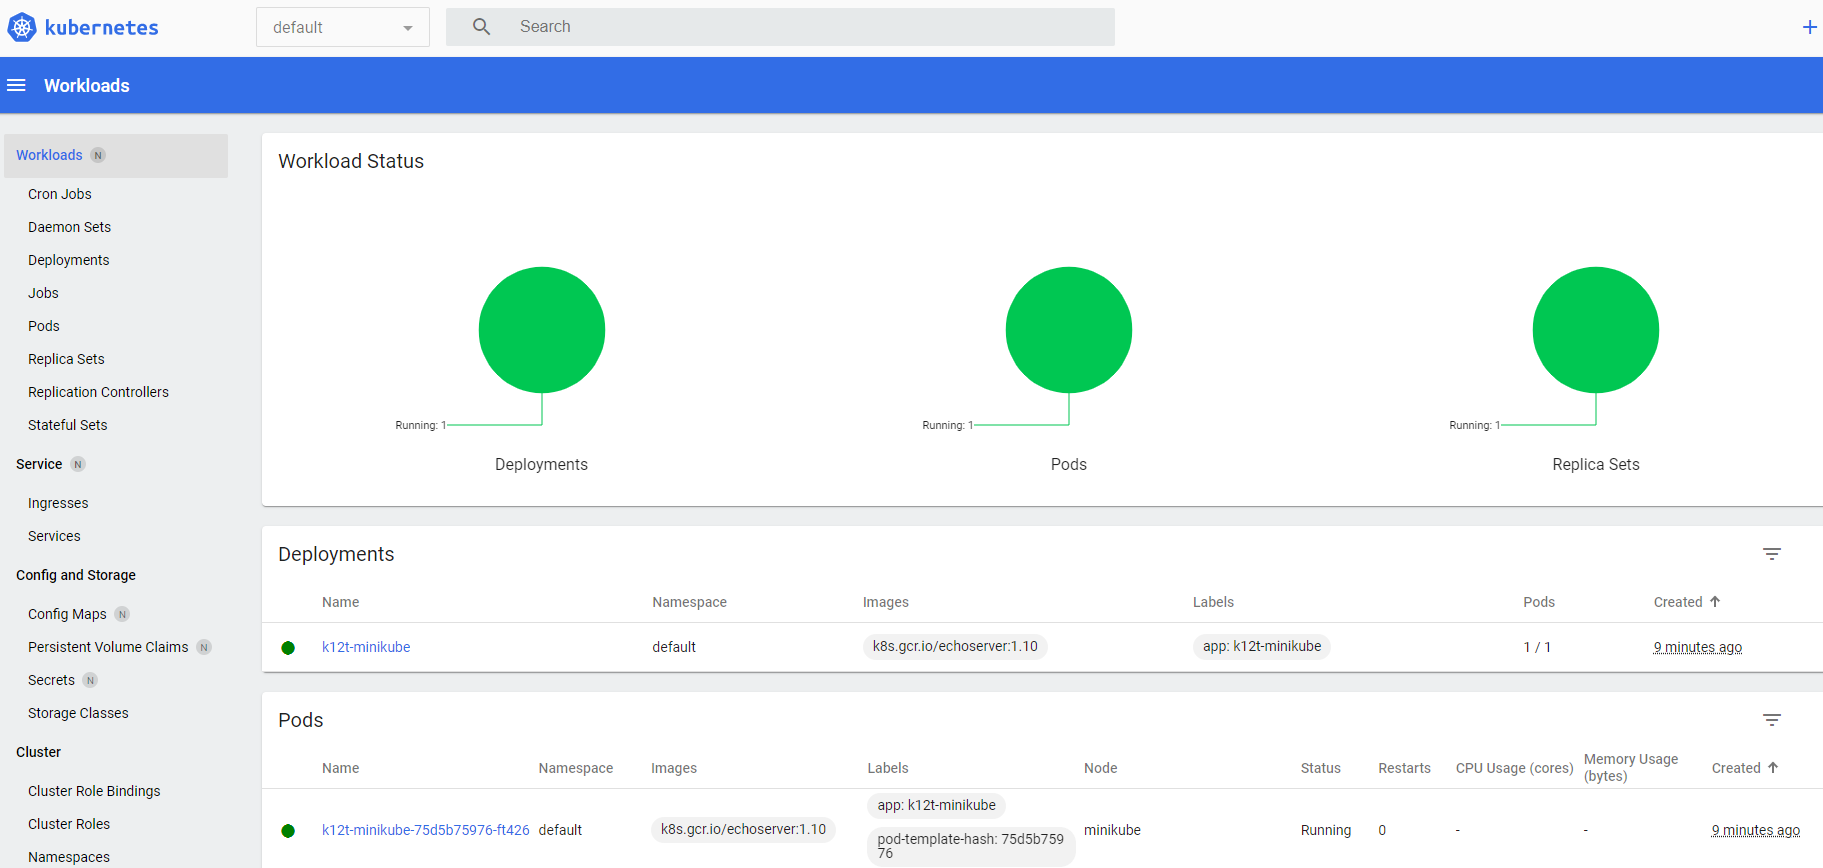 kubernetes
default
Search
+
Workloads
Workloads N
Cron Jobs
Daemon Sets
Deployments
Jobs
Pods
Replica Sets
Replication Controllers
Stateful Sets
Service N
Ingresses
Services
Config and Storage
Config Maps N
Persistent Volume Claims N
Secrets N
Storage Classes
Cluster
Cluster Role Bindings
Cluster Roles
Namespaces
Workload Status
Running: 1
Running: 1
Running: 1
Deployments
Pods
Replica Sets
Deployments
Name Namespace Images Labels Pods Created
k12t-minikube default k8s.gcr.io/echoserver:1.10 app: k12t-minikube 1 / 1 9 minutes ago
Pods
Name Namespace Images Labels Node Status Restarts CPU Usage (cores) Memory Usage
(bytes) Created
app: k12t-minikube
k12t-minikube-75d5b75976-ft426 default k8s.gcr.io/echoserver:1.10 minikube Running 0 - - 9 minutes ago
pod-template-hash: 75d5b759
76